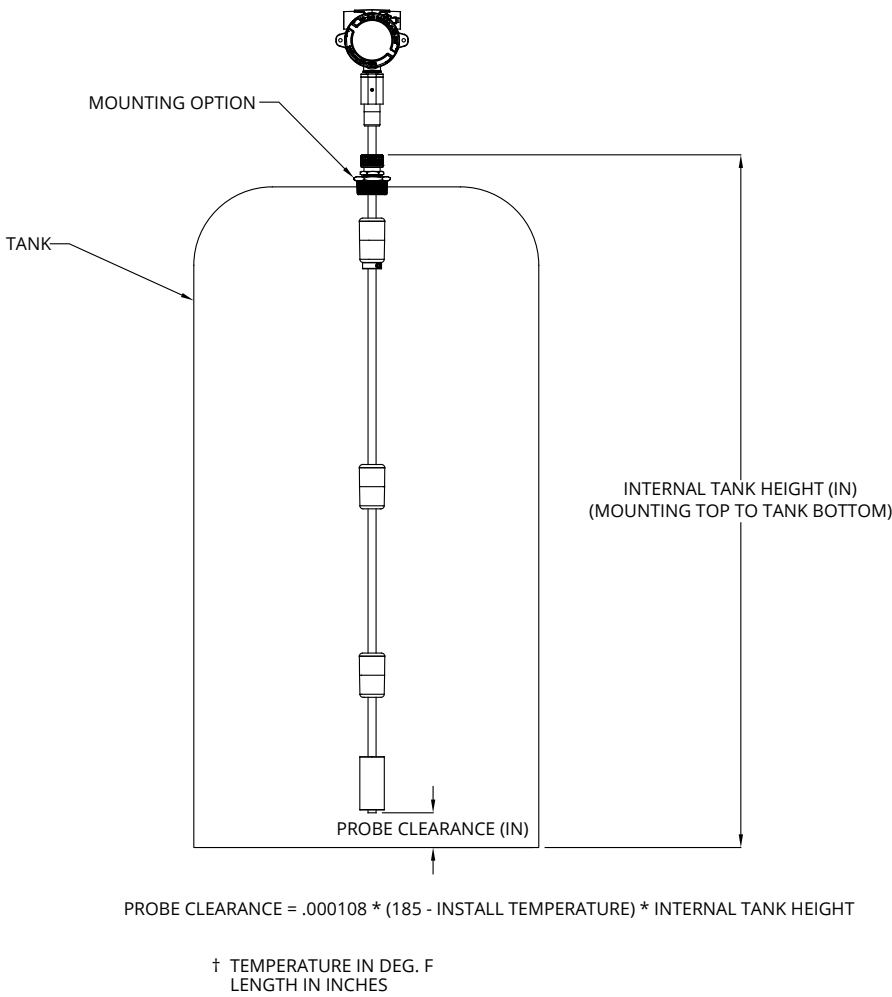 MOUNTING OPTION
TANK
INTERNAL TANK HEIGHT (IN)
(MOUNTING TOP TO TANK BOTTOM)
PROBE CLEARANCE (IN)
PROBE CLEARANCE = .000108 * (185 - INSTALL TEMPERATURE) * INTERNAL TANK HEIGHT
† TEMPERATURE IN DEG. F
LENGTH IN INCHES